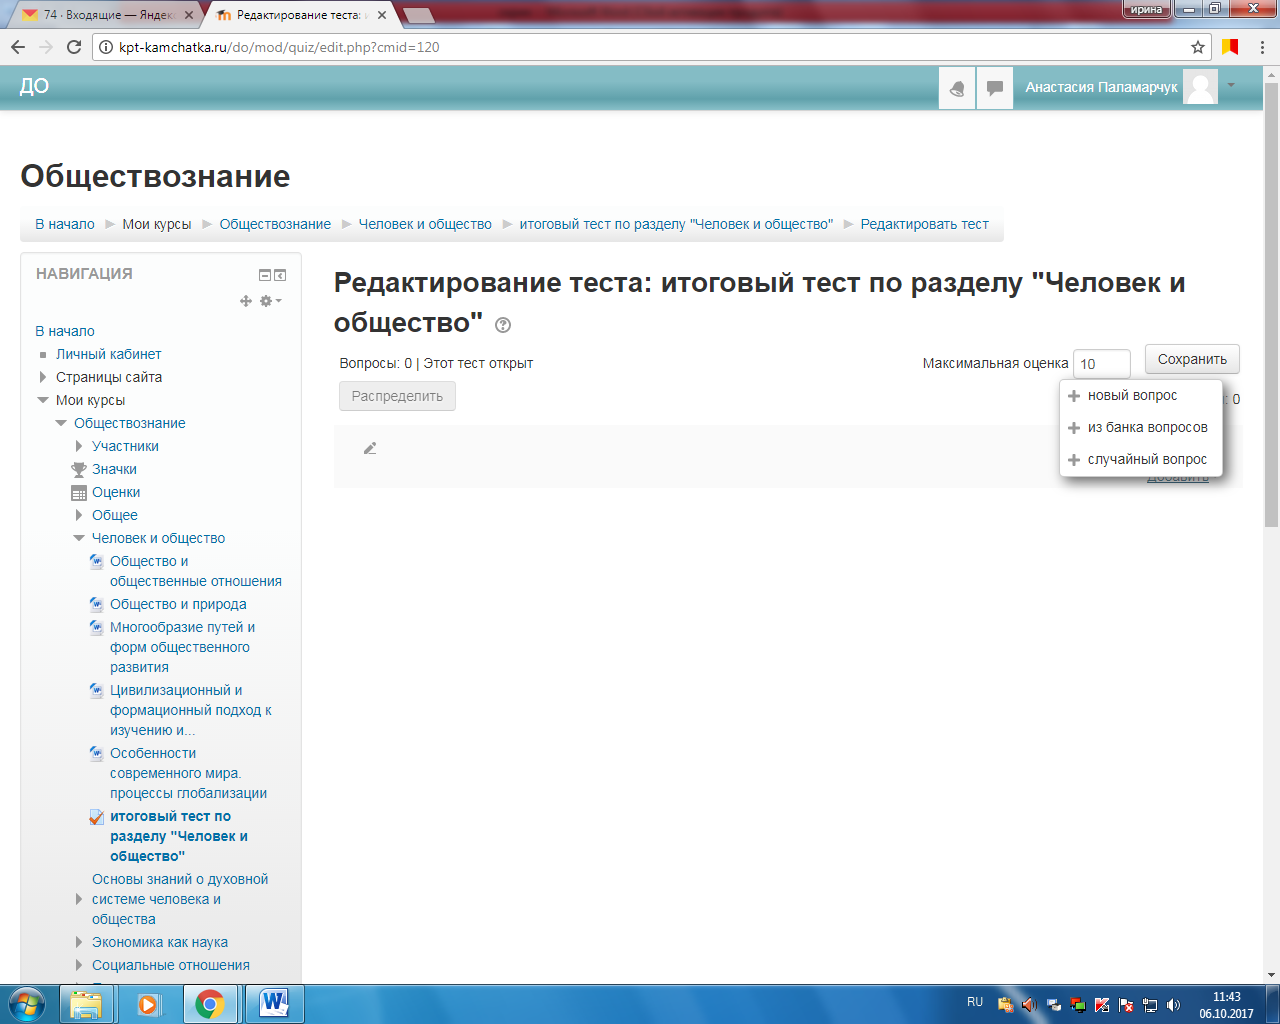 74 · Входящие — Яндекс
Редактирование теста: и
ирина
kpt-kamchatka.ru/do/mod/quiz/edit.php?cmid=120
ДО
Анастасия Паламарчук
Обществознание
В начало ▶ Мои курсы ▶ Обществознание ▶ Человек и общество ▶ итоговый тест по разделу "Человек и общество" ▶ Редактировать тест
НАВИГАЦИЯ
В начало
Личный кабинет
Страницы сайта
Мои курсы
Обществознание
Участники
Значки
Оценки
Общее
Человек и общество
Общество и
общественные отношения
Общество и природа
Многообразие путей и
форм общественного
развития
Цивилизационный и
формационный подход к
изучению и...
Особенности
современного мира.
процессы глобализации
итоговый тест по
разделу "Человек и
общество"
Основы знаний о духовной
системе человека и
общества
Экономика как наука
Социальные отношения
Редактирование теста: итоговый тест по разделу "Человек и
общество"
Вопросы: 0 | Этот тест открыт
Максимальная оценка 10 Сохранить
Распределить
: 0
новый вопрос
из банка вопросов
случайный вопрос
Добавить
RU
11:43
06.10.2017